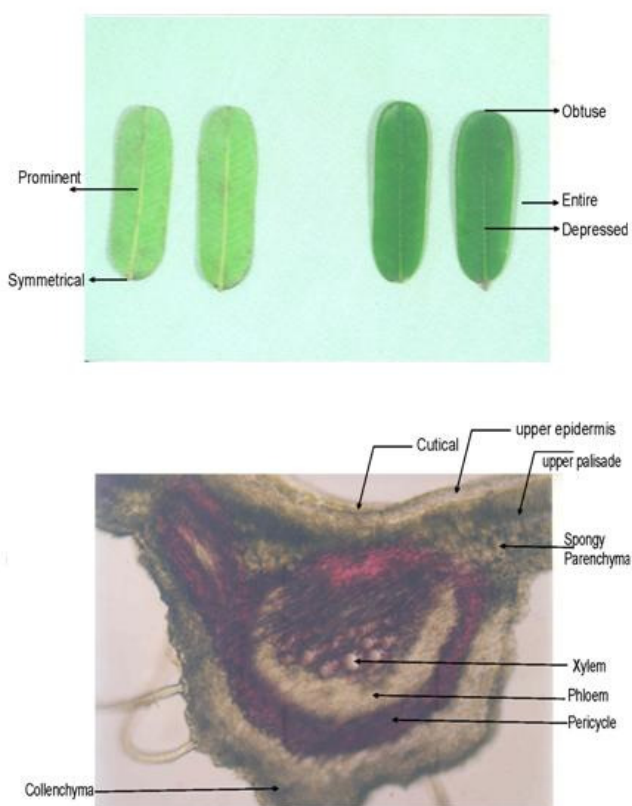 Obtuse
Prominent
Entire
Depressed
Symmetrical
upper epidermis
Cutical
upper palisade
Spongy
Parenchyma
Xylem
Phloem
Pericycle
Collenchyma